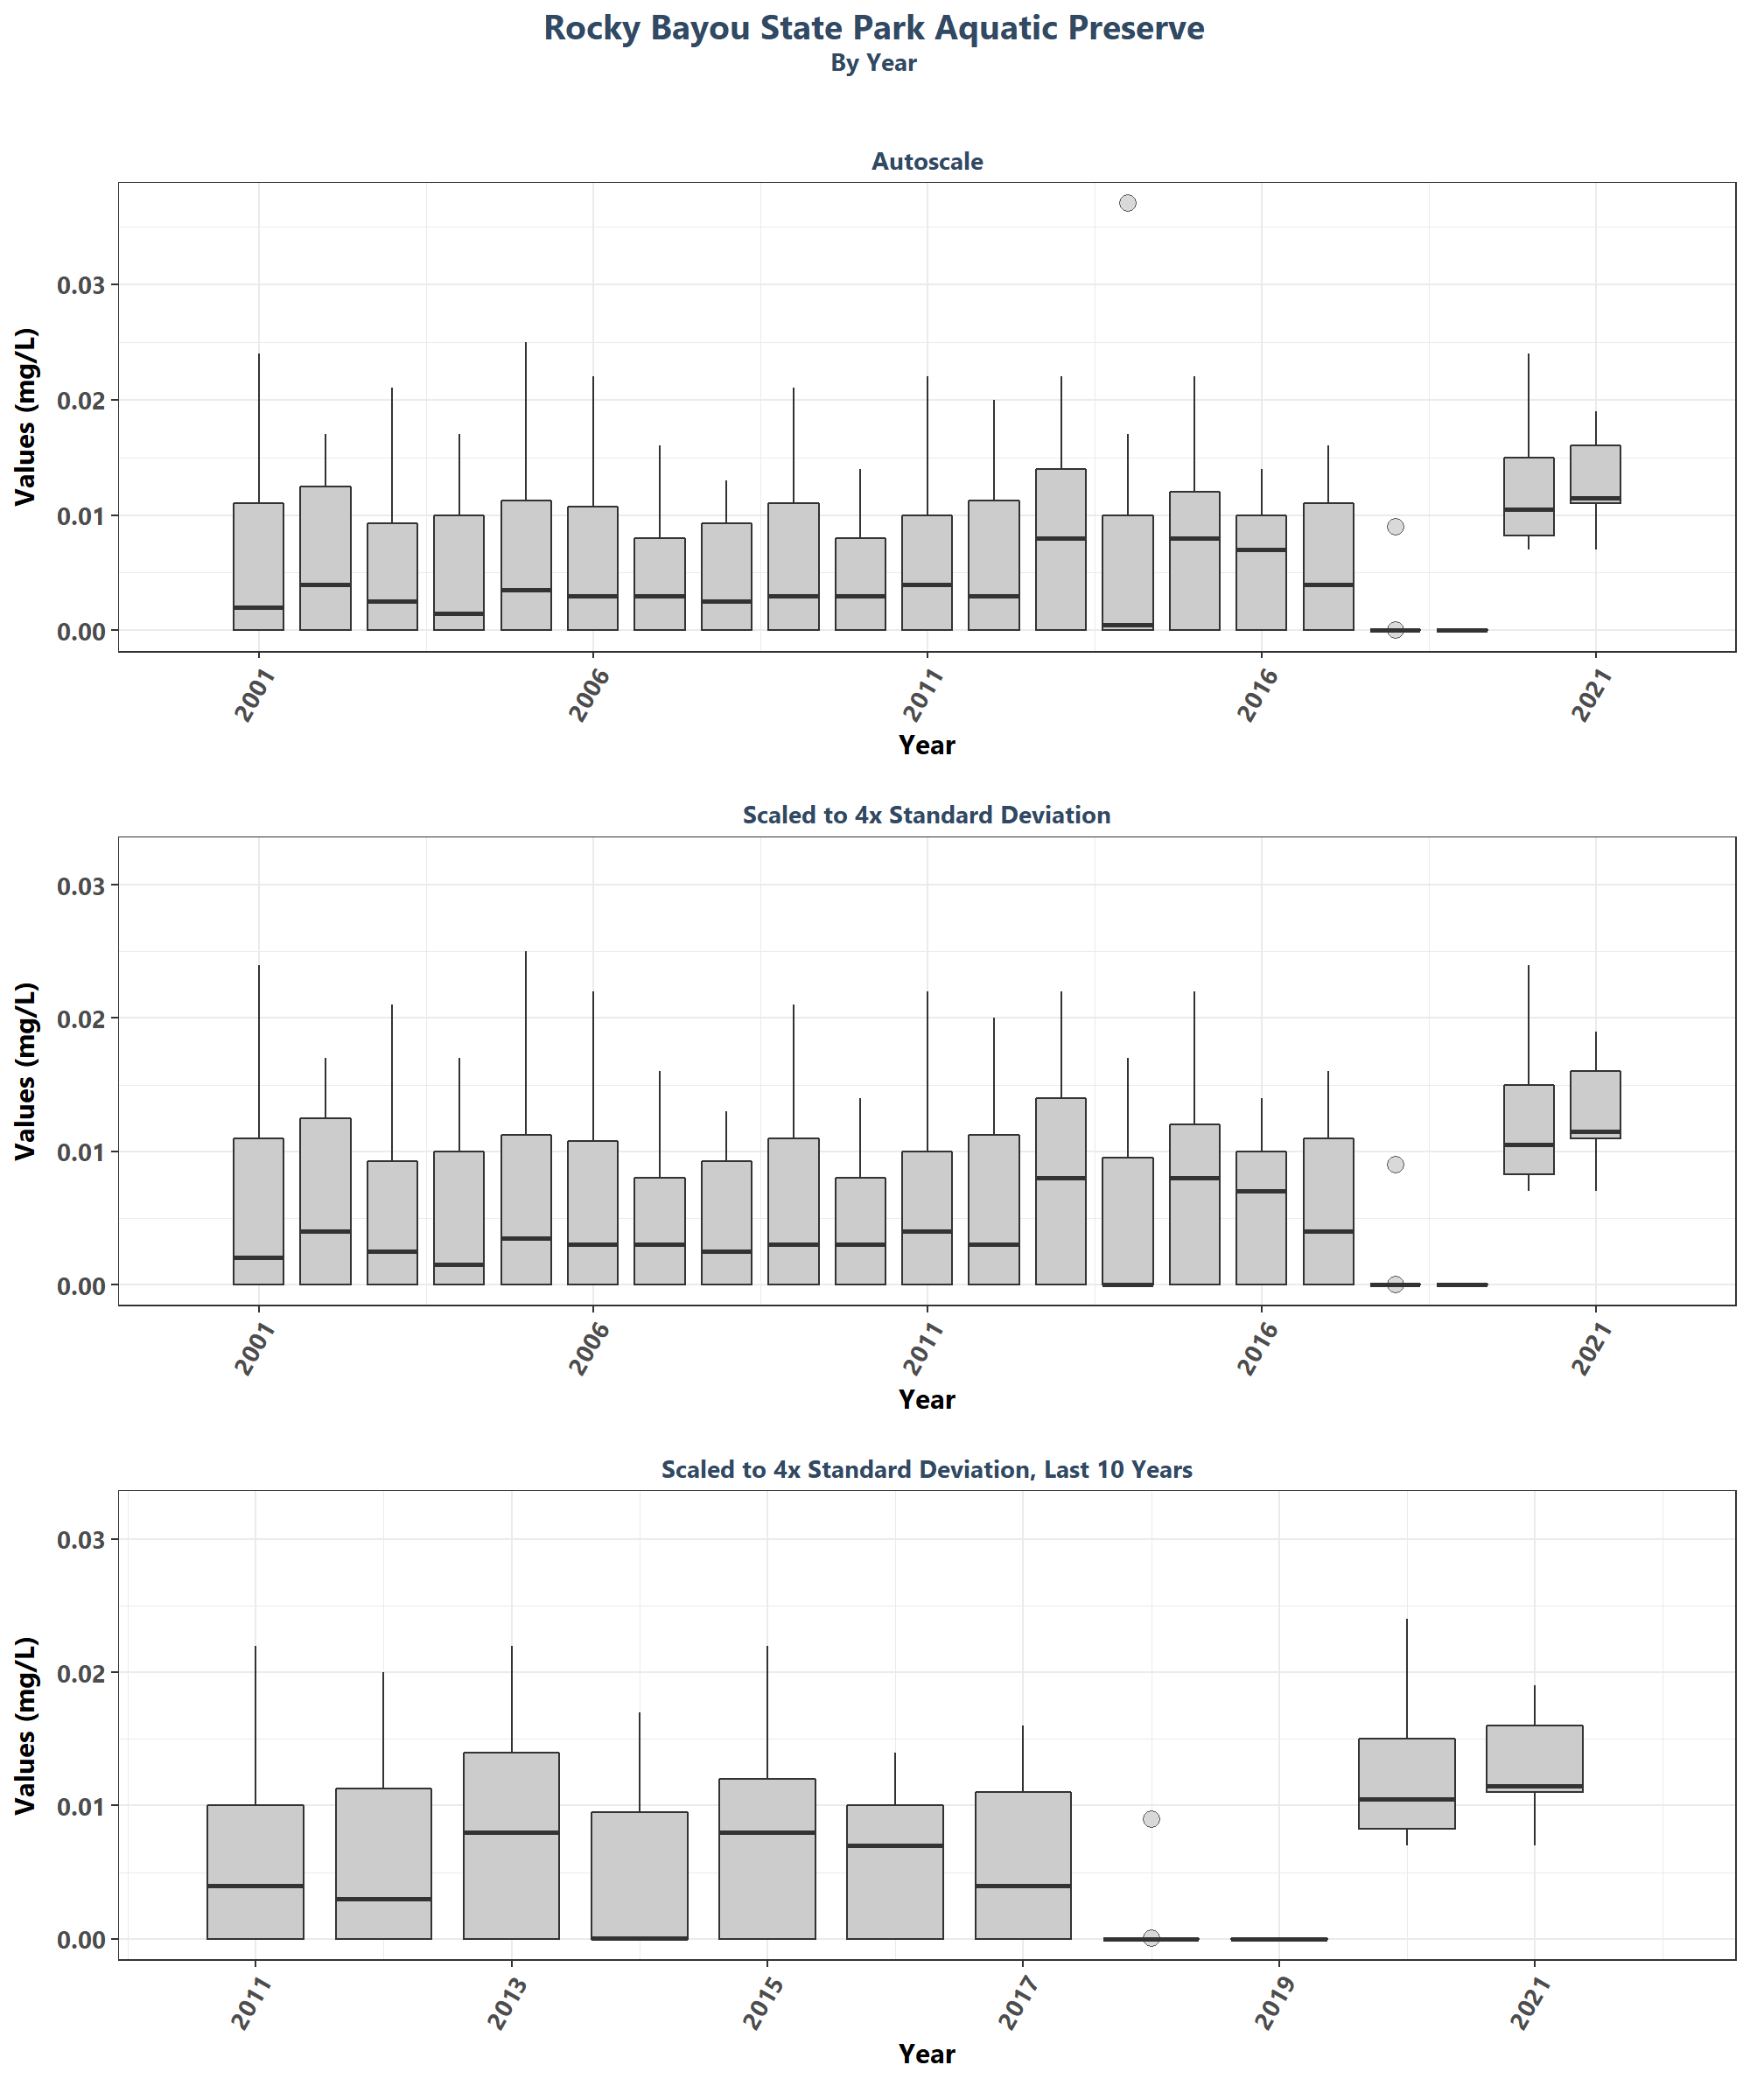 Rocky Bayou State Park Aquatic Preserve
By Year
Autoscale
Values (mg/L)
0.03
0.02
0.01
0.00
2001
2006
2011
2016
2021
Year
Scaled to 4x Standard Deviation
Values (mg/L)
0.03
0.02
0.01
0.00
2001
2006
2011
2016
2021
Year
Scaled to 4x Standard Deviation, Last 10 Years
Values (mg/L)
0.03
0.02
0.01
0.00
2011
2013
2015
2017
2019
2021
Year